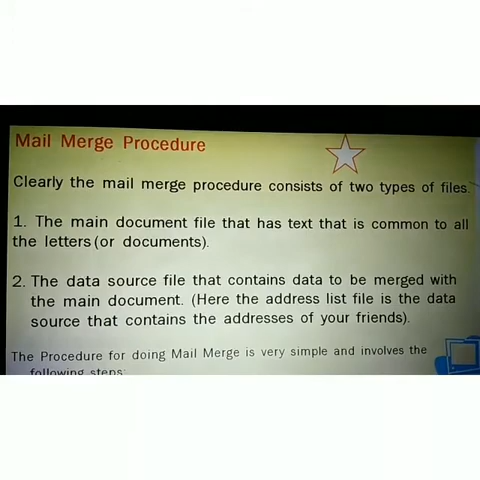 Mail Merge Procedure
Clearly the mail merge procedure consists of two types of files.
1. The main document file that has text that is common to all
the letters (or documents).
2. The data source file that contains data to be merged with
the main document. (Here the address list file is the data
source that contains the addresses of your friends).
The Procedure for doing Mail Merge is very simple and involves the
following steps: